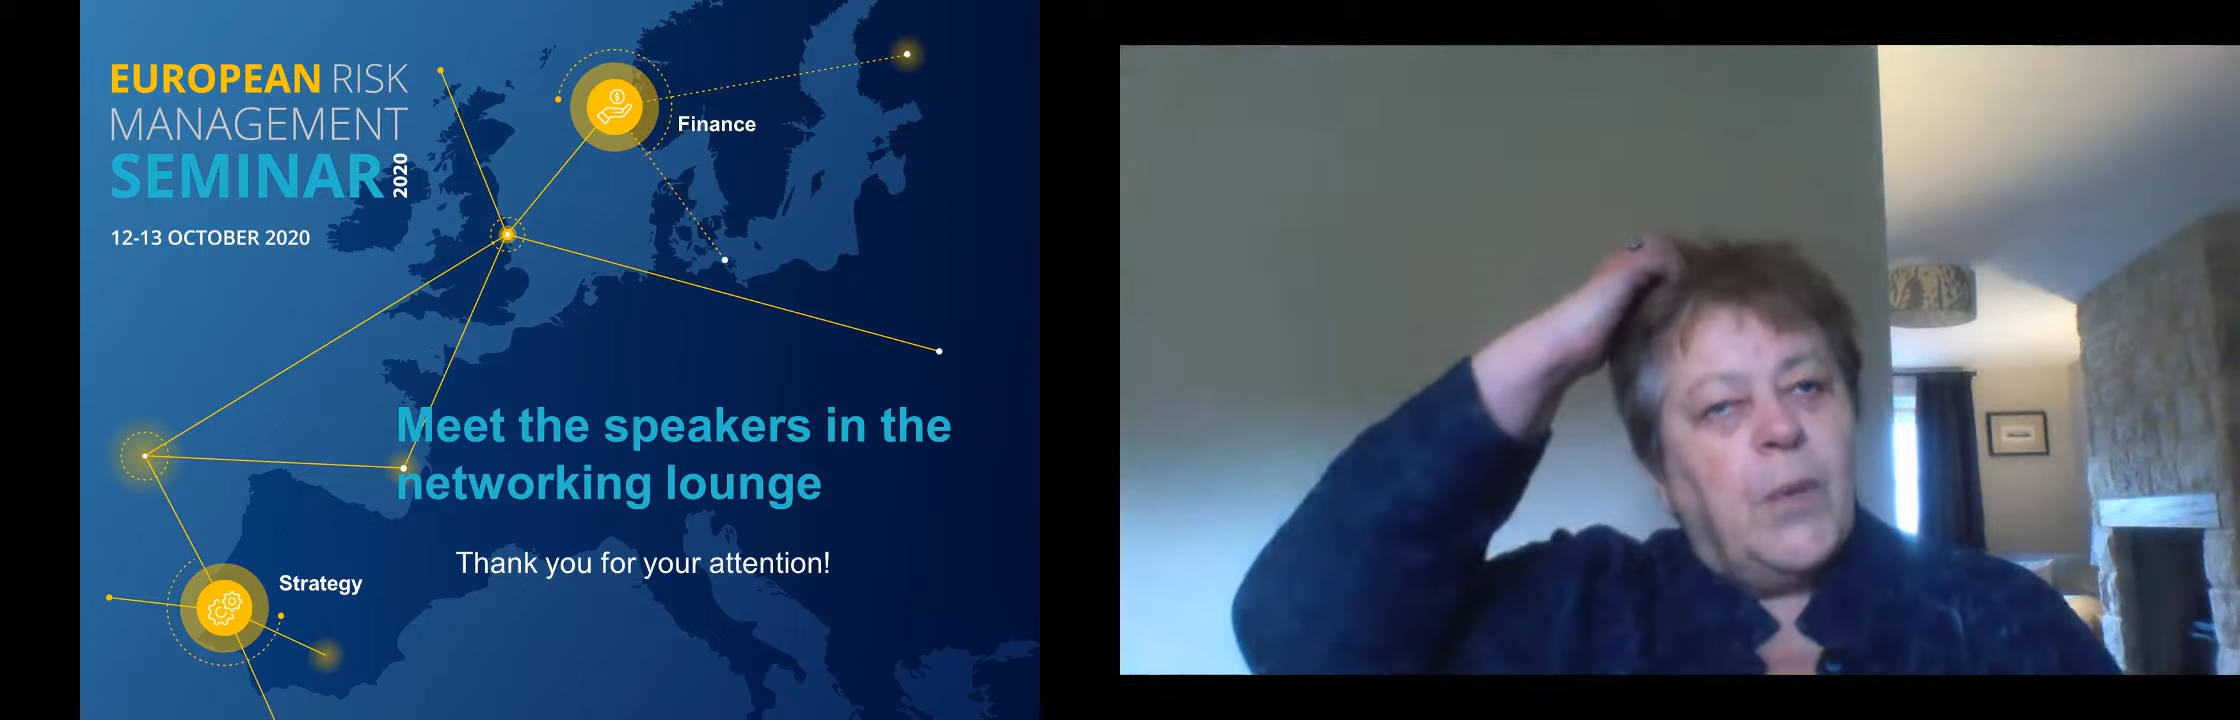 EUROPEAN RISK
MANAGEMENT
SEMINAR 2020
12-13 OCTOBER 2020
Finance
Meet the speakers in the
networking lounge
Thank you for your attention!
Strategy